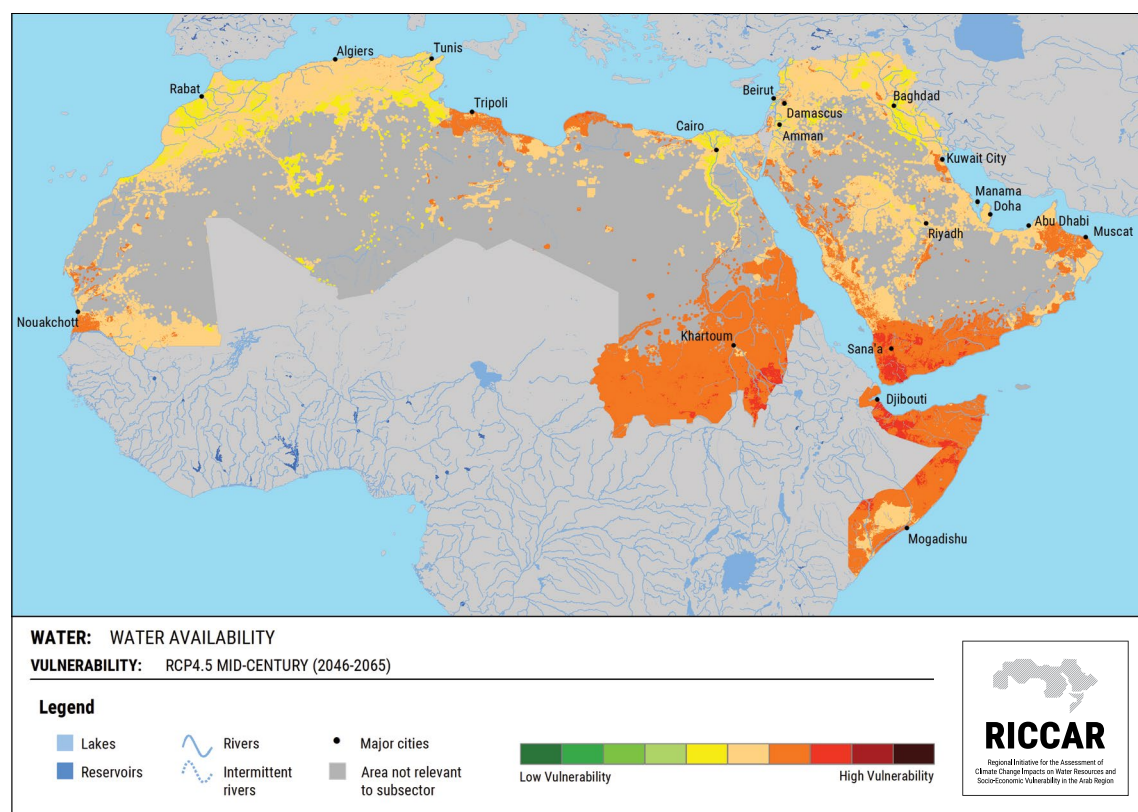 Algiers
Tunis
Rabat
Tripoli
Beirut
Damascus
Amman
Baghdad
Cairo
Kuwait City
Manama
Doha
Abu Dhabi
Muscat
Riyadh
Nouakchott
Khartoum
Sana'a
Djibouti
Mogadishu
WATER: WATER AVAILABILITY
VULNERABILITY: RCP4.5 MID-CENTURY (2046-2065)
Legend
Lakes
Reservoirs
Rivers
Intermittent
rivers
Major cities
Area not relevant
to subsector
Low Vulnerability
High Vulnerability
RICCAR
Regional Initiative for the Assessment of
Climate Change Impacts on Water Resources and
Socio-Economic Vulnerability in the Arab Region